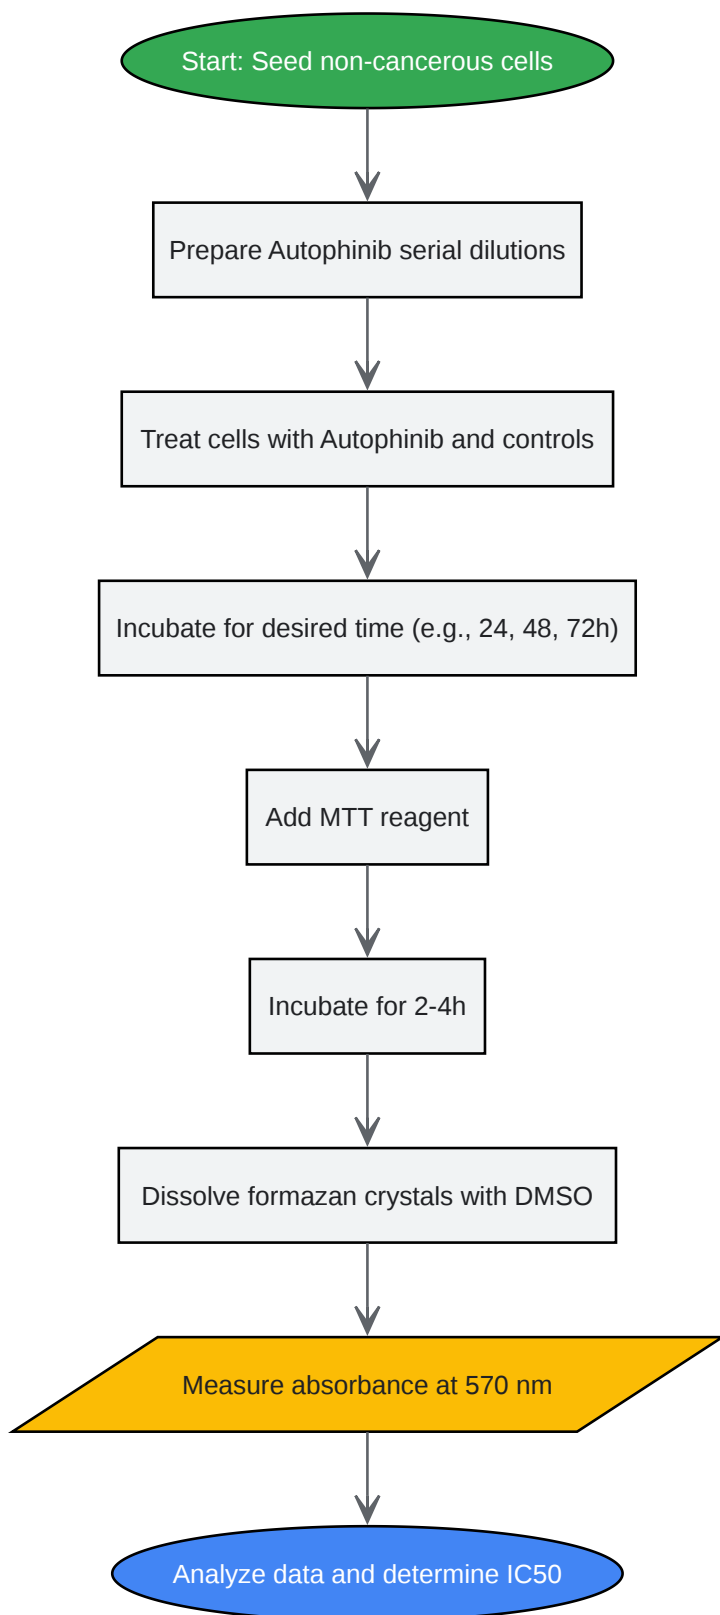 Start: Seed non-cancerous cells
Prepare Autophinib serial dilutions
Treat cells with Autophinib and controls
Incubate for desired time (e.g., 24, 48, 72h)
Add MTT reagent
Incubate for 2-4h
Dissolve formazan crystals with DMSO
Measure absorbance at 570 nm
Analyze data and determine IC50